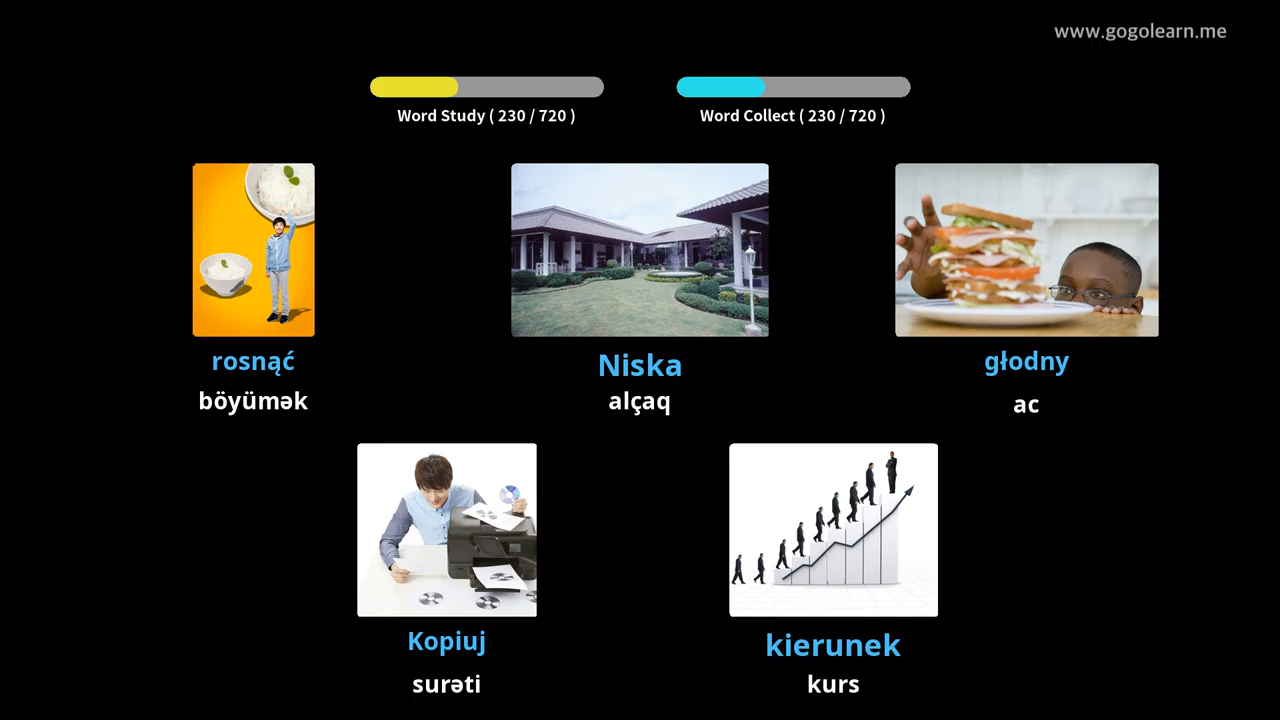 www.gogolearn.me
Word Study ( 230 / 720 )
Word Collect ( 230 / 720 )
rosnąć
böyümək
Niska
alçaq
głodny
ac
Kopiuj
surəti
kierunek
kurs